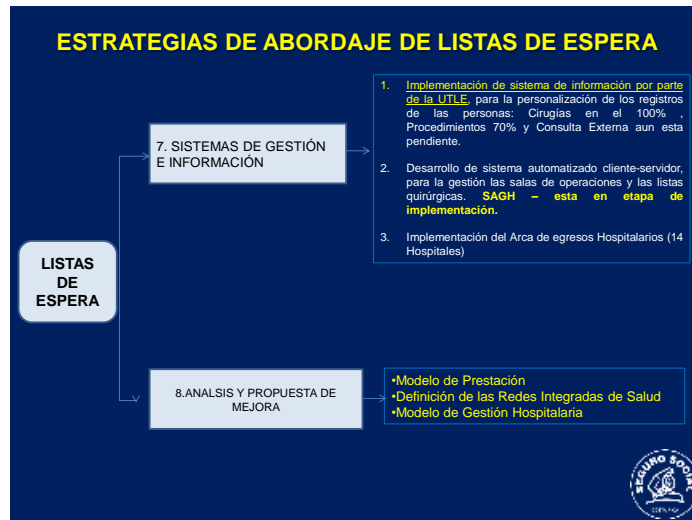 ESTRATEGIAS DE ABORDAJE DE LISTAS DE ESPERA
1. Implementación de sistema de información por parte
de la UTLE, para la personalización de los registros
de las personas: Cirugías en el 100% ,
Procedimientos 70% y Consulta Externa aun esta
pendiente.
2. Desarrollo de sistema automatizado cliente-servidor,
para la gestión las salas de operaciones y las listas
quirúrgicas. SAGH – esta en etapa de
implementación.
3. Implementación del Arca de egresos Hospitalarios (14
Hospitales)
7. SISTEMAS DE GESTIÓN
E INFORMACIÓN
LISTAS
DE
ESPERA
8.ANALSIS Y PROPUESTA DE
MEJORA
•Modelo de Prestación
•Definición de las Redes Integradas de Salud
•Modelo de Gestión Hospitalaria
SEGURO SOCIAL